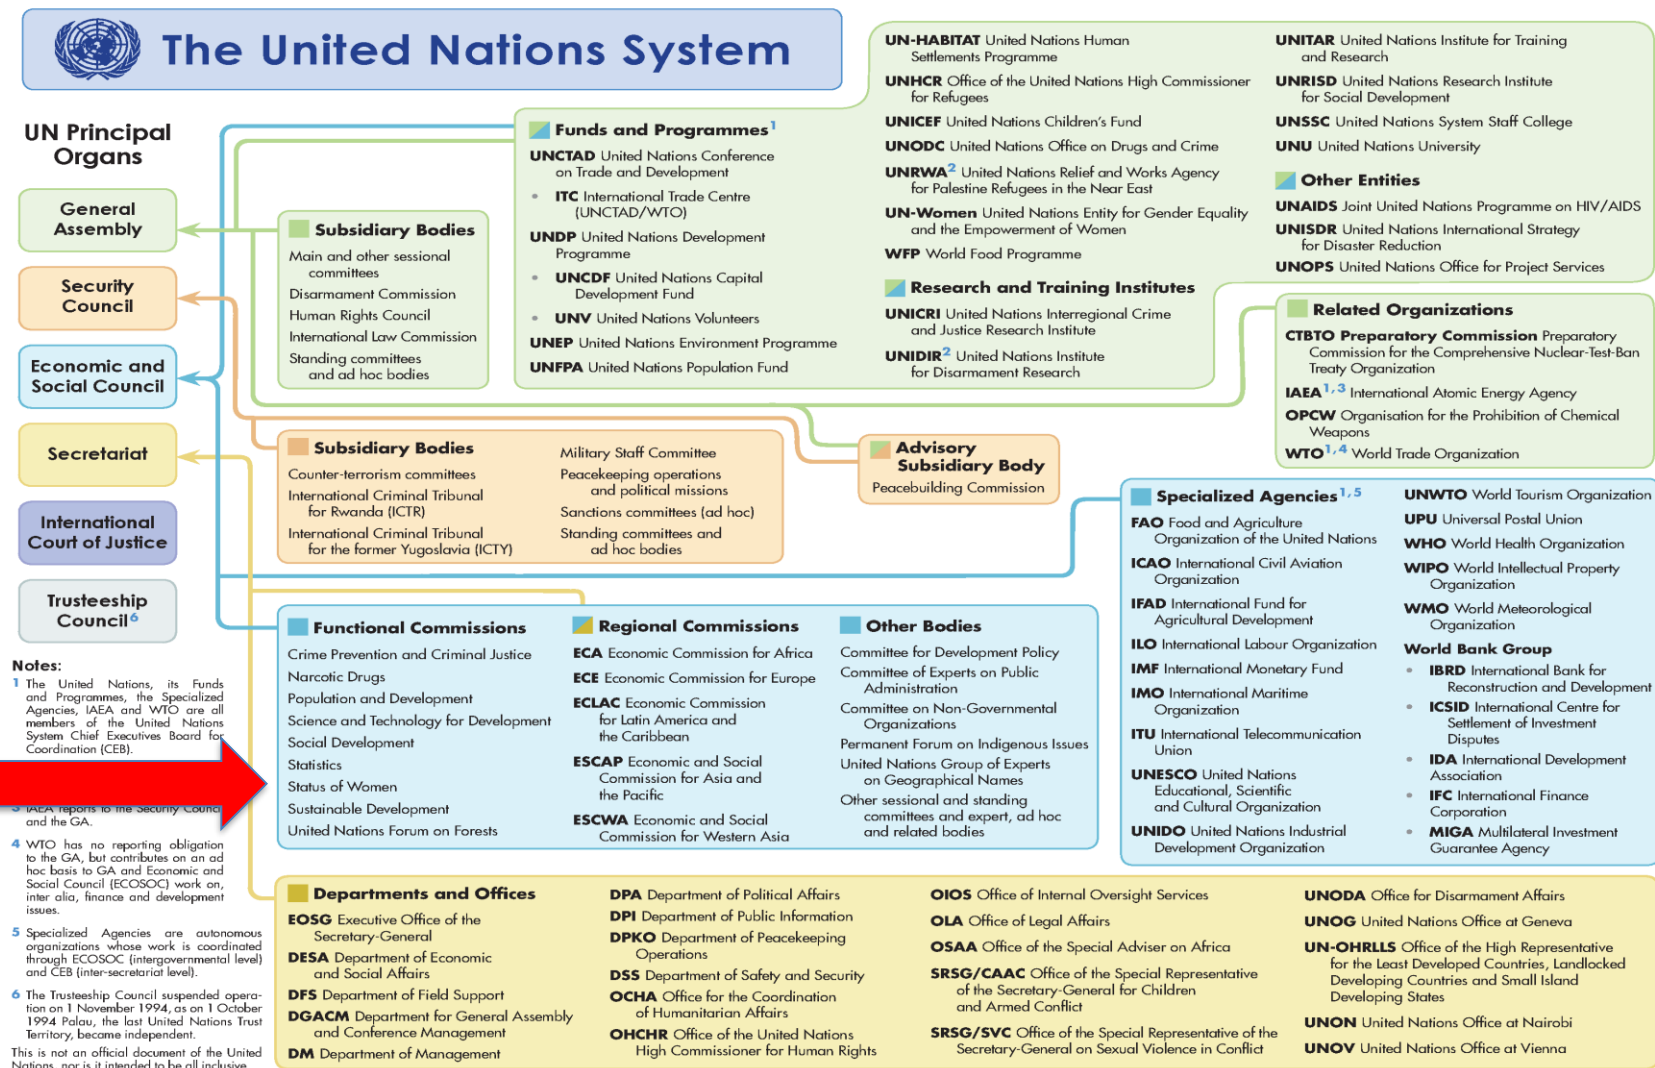 The United Nations System
UN Principal
Organs
General
Assembly
Security
Council
Economic and
Social Council
Secretariat
International
Court of Justice
Trusteeship
Council6
Notes:
1 The United Nations, its Funds
and Programmes, the Specialized
Agencies, IAEA and WTO are all
members of the United Nations
System Chief Executives Board for
Coordination (CEB).
3 IAEA reports to the Security Council
and the GA.
4 WTO has no reporting obligation
to the GA, but contributes on an ad
hoc basis to GA and Economic and
Social Council (ECOSOC) work on,
inter alia, finance and development
issues.
5 Specialized Agencies are autonomous
organizations whose work is coordinated
through ECOSOC (intergovernmental level)
and CEB (inter-secretariat level).
6 The Trusteeship Council suspended opera-
tion on 1 November 1994, as on 1 October
1994 Palau, the last United Nations Trust
Territory, became independent.
This is not an official document of the United
Nations, nor is it intended to be all inclusive.
Subsidiary Bodies
Main and other sessional
committees
Disarmament Commission
Human Rights Council
International Law Commission
Standing committees
and ad hoc bodies
Funds and Programmes1
UNCTAD United Nations Conference
on Trade and Development
• ITC International Trade Centre
(UNCTAD/WTO)
UNDP United Nations Development
Programme
• UNCDF United Nations Capital
Development Fund
• UNV United Nations Volunteers
UNEP United Nations Environment Programme
UNFPA United Nations Population Fund
UN-HABITAT United Nations Human
Settlements Programme
UNHCR Office of the United Nations High Commissioner
for Refugees
UNICEF United Nations Children's Fund
UNODC United Nations Office on Drugs and Crime
UNRWA2 United Nations Relief and Works Agency
for Palestine Refugees in the Near East
UN-Women United Nations Entity for Gender Equality
and the Empowerment of Women
WFP World Food Programme
Research and Training Institutes
UNICRI United Nations Interregional Crime
and Justice Research Institute
UNIDIR2 United Nations Institute
for Disarmament Research
UNITAR United Nations Institute for Training
and Research
UNRISD United Nations Research Institute
for Social Development
UNSSC United Nations System Staff College
UNU United Nations University
Other Entities
UNAIDS Joint United Nations Programme on HIV/AIDS
UNISDR United Nations International Strategy
for Disaster Reduction
UNOPS United Nations Office for Project Services
Related Organizations
CTBTO Preparatory Commission Preparatory
Commission for the Comprehensive Nuclear-Test-Ban
Treaty Organization
IAEA1,3 International Atomic Energy Agency
OPCW Organisation for the Prohibition of Chemical
Weapons
WTO1,4 World Trade Organization
Subsidiary Bodies
Counter-terrorism committees
International Criminal Tribunal
for Rwanda (ICTR)
International Criminal Tribunal
for the former Yugoslavia (ICTY)
Military Staff Committee
Peacekeeping operations
and political missions
Sanctions committees (ad hoc)
Standing committees and
ad hoc bodies
Advisory
Subsidiary Body
Peacebuilding Commission
Functional Commissions
Crime Prevention and Criminal Justice
Narcotic Drugs
Population and Development
Science and Technology for Development
Social Development
Statistics
Status of Women
Sustainable Development
United Nations Forum on Forests
Regional Commissions
ECA Economic Commission for Africa
ECE Economic Commission for Europe
ECLAC Economic Commission
for Latin America and
the Caribbean
ESCAP Economic and Social
Commission for Asia and
the Pacific
ESCWA Economic and Social
Commission for Western Asia
Other Bodies
Committee for Development Policy
Committee of Experts on Public
Administration
Committee on Non-Governmental
Organizations
Permanent Forum on Indigenous Issues
United Nations Group of Experts
on Geographical Names
Other sessional and standing
committees and expert, ad hoc
and related bodies
Specialized Agencies1,5
FAO Food and Agriculture
Organization of the United Nations
ICAO International Civil Aviation
Organization
IFAD International Fund for
Agricultural Development
ILO International Labour Organization
IMF International Monetary Fund
IMO International Maritime
Organization
ITU International Telecommunication
Union
UNESCO United Nations
Educational, Scientific
and Cultural Organization
UNIDO United Nations Industrial
Development Organization
UNWTO World Tourism Organization
UPU Universal Postal Union
WHO World Health Organization
WIPO World Intellectual Property
Organization
WMO World Meteorological
Organization
World Bank Group
• IBRD International Bank for
Reconstruction and Development
• ICSID International Centre for
Settlement of Investment
Disputes
• IDA International Development
Association
• IFC International Finance
Corporation
• MIGA Multilateral Investment
Guarantee Agency
Departments and Offices
EOSG Executive Office of the
Secretary-General
DESA Department of Economic
and Social Affairs
DFS Department of Field Support
DGACM Department for General Assembly
and Conference Management
DM Department of Management
DPA Department of Political Affairs
DPI Department of Public Information
DPKO Department of Peacekeeping
Operations
DSS Department of Safety and Security
OCHA Office for the Coordination
of Humanitarian Affairs
OHCHR Office of the United Nations
High Commissioner for Human Rights
OIOS Office of Internal Oversight Services
OLA Office of Legal Affairs
OSAA Office of the Special Adviser on Africa
SRSG/CAAC Office of the Special Representative
of the Secretary-General for Children
and Armed Conflict
SRSG/SVC Office of the Special Representative of the
Secretary-General on Sexual Violence in Conflict
UNODA Office for Disarmament Affairs
UNOG United Nations Office at Geneva
UN-OHRLLS Office of the High Representative
for the Least Developed Countries, Landlocked
Developing Countries and Small Island
Developing States
UNON United Nations Office at Nairobi
UNOV United Nations Office at Vienna